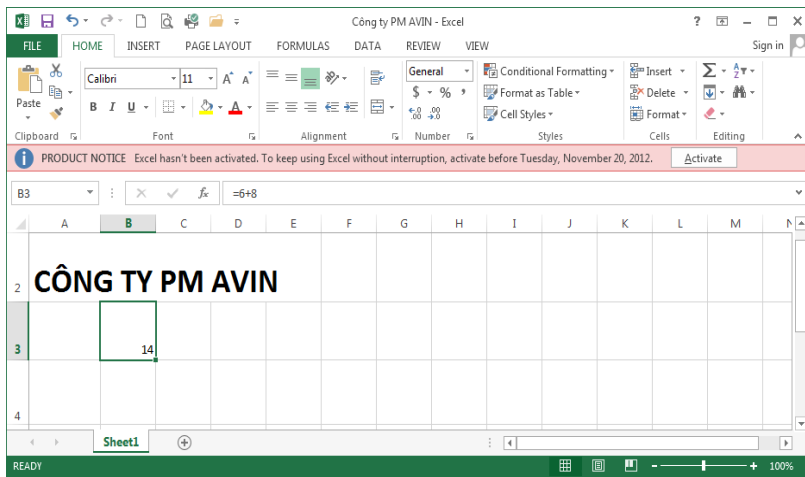 Công ty PM AVIN - Excel
?
FILE HOME INSERT PAGE LAYOUT FORMULAS DATA REVIEW VIEW Sign in
Paste
Calibri 11 A A
B I U A
General
$ % ,
Conditional Formatting
Format as Table
Cell Styles
Insert
Delete
Format
Clipboard Font Alignment Number Styles Cells Editing
PRODUCT NOTICE Excel hasn't been activated. To keep using Excel without interruption, activate before Tuesday, November 20, 2012. Activate
B3 fx =6+8
A B C D E F G H I J K L M N
2 CÔNG TY PM AVIN
3 14
4
Sheet1
READY 100%